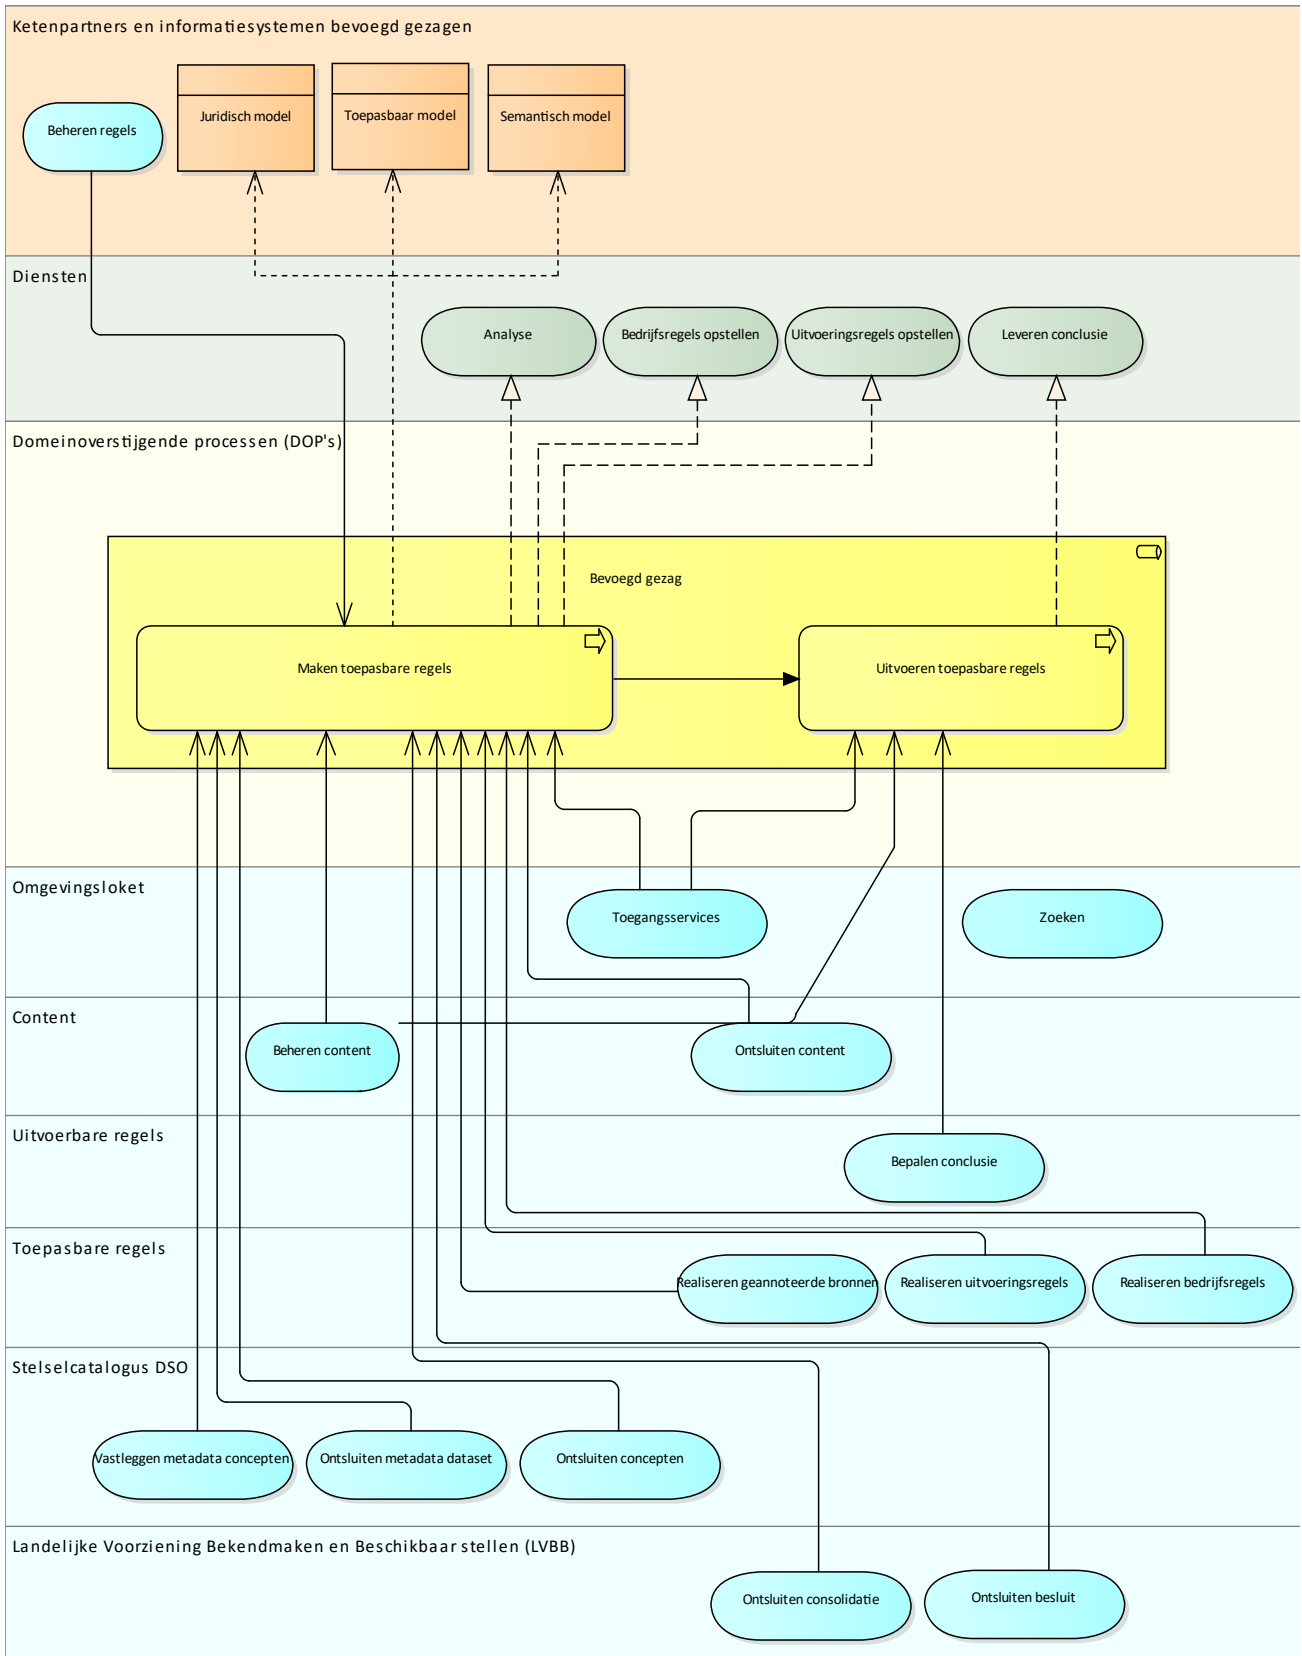 Ketenpartners en informatiesystemen bevoegd gezagen
Beheren regels
Juridisch model
Toepasbaar model
Semantisch model
Diensten
Analyse
Bedrijfsregels opstellen
Uitvoeringsregels opstellen
Leveren conclusie
Domeinoverstijgende processen (DOP's)
Bevoegd gezag
Maken toepasbare regels
Uitvoeren toepasbare regels
Omgevingsloket
Toegangsservices
Zoeken
Content
Beheren content
Ontsluiten content
Uitvoerbare regels
Bepalen conclusie
Toepasbare regels
Realiseren geannoteerde bronnen
Realiseren uitvoeringsregels
Realiseren bedrijfsregels
Stelselcatalogus DSO
Vastleggen metadata concepten
Ontsluiten metadata dataset
Ontsluiten concepten
Landelijke Voorziening Bekendmaken en Beschikbaar stellen (LVBB)
Ontsluiten consolidatie
Ontsluiten besluit